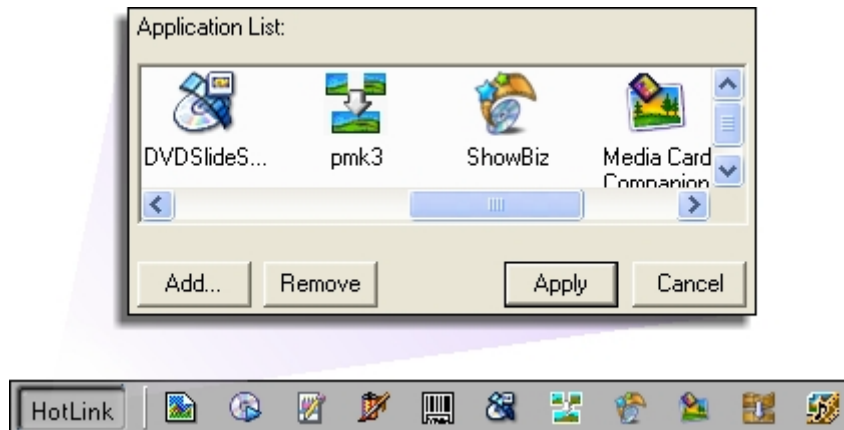 Application List:
DVDSlideS... pmk3 ShowBiz Media Card
Companion
Add... Remove Apply Cancel
HotLink